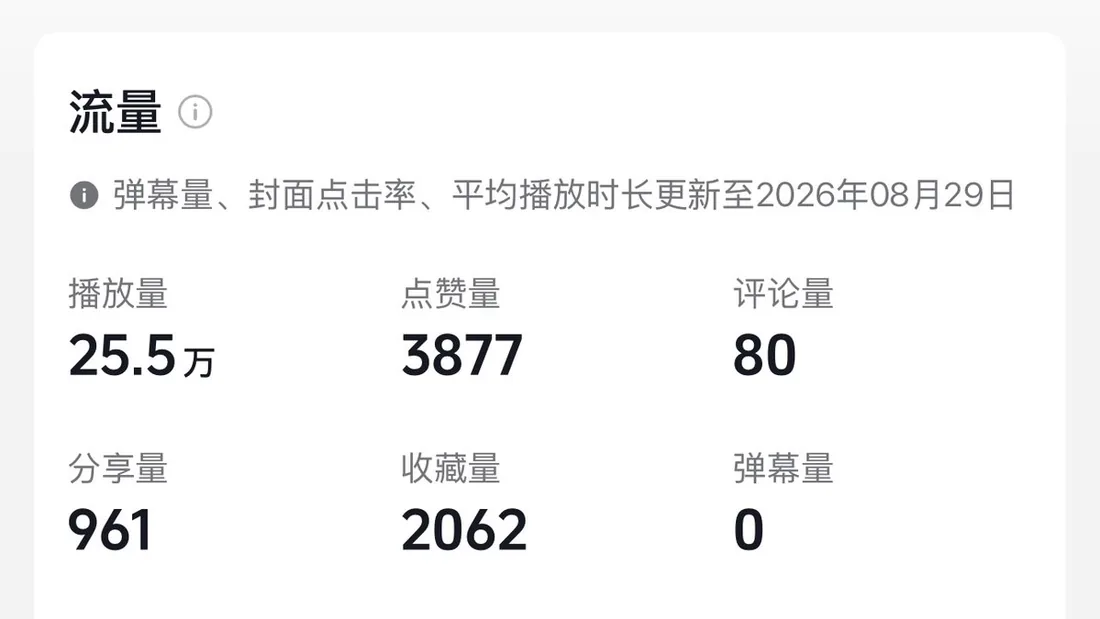 流量
弹幕量、封面点击率、平均播放时长更新至2026年08月29日
播放量 点赞量 评论量
25.5万 3877 80
分享量 收藏量 弹幕量
961 2062 0